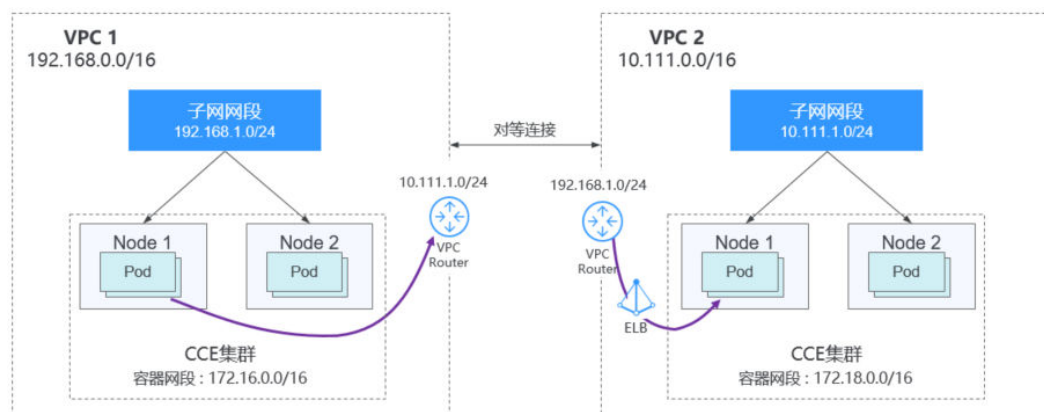 VPC 1
192.168.0.0/16
子网网段
192.168.1.0/24
10.111.1.0/24
VPC
Router
Node 1
Pod
Node 2
Pod
CCE集群
容器网段 : 172.16.0.0/16
对等连接
VPC 2
10.111.0.0/16
子网网段
10.111.1.0/24
192.168.1.0/24
VPC
Router
ELB
Node 1
Pod
Node 2
Pod
CCE集群
容器网段 : 172.18.0.0/16